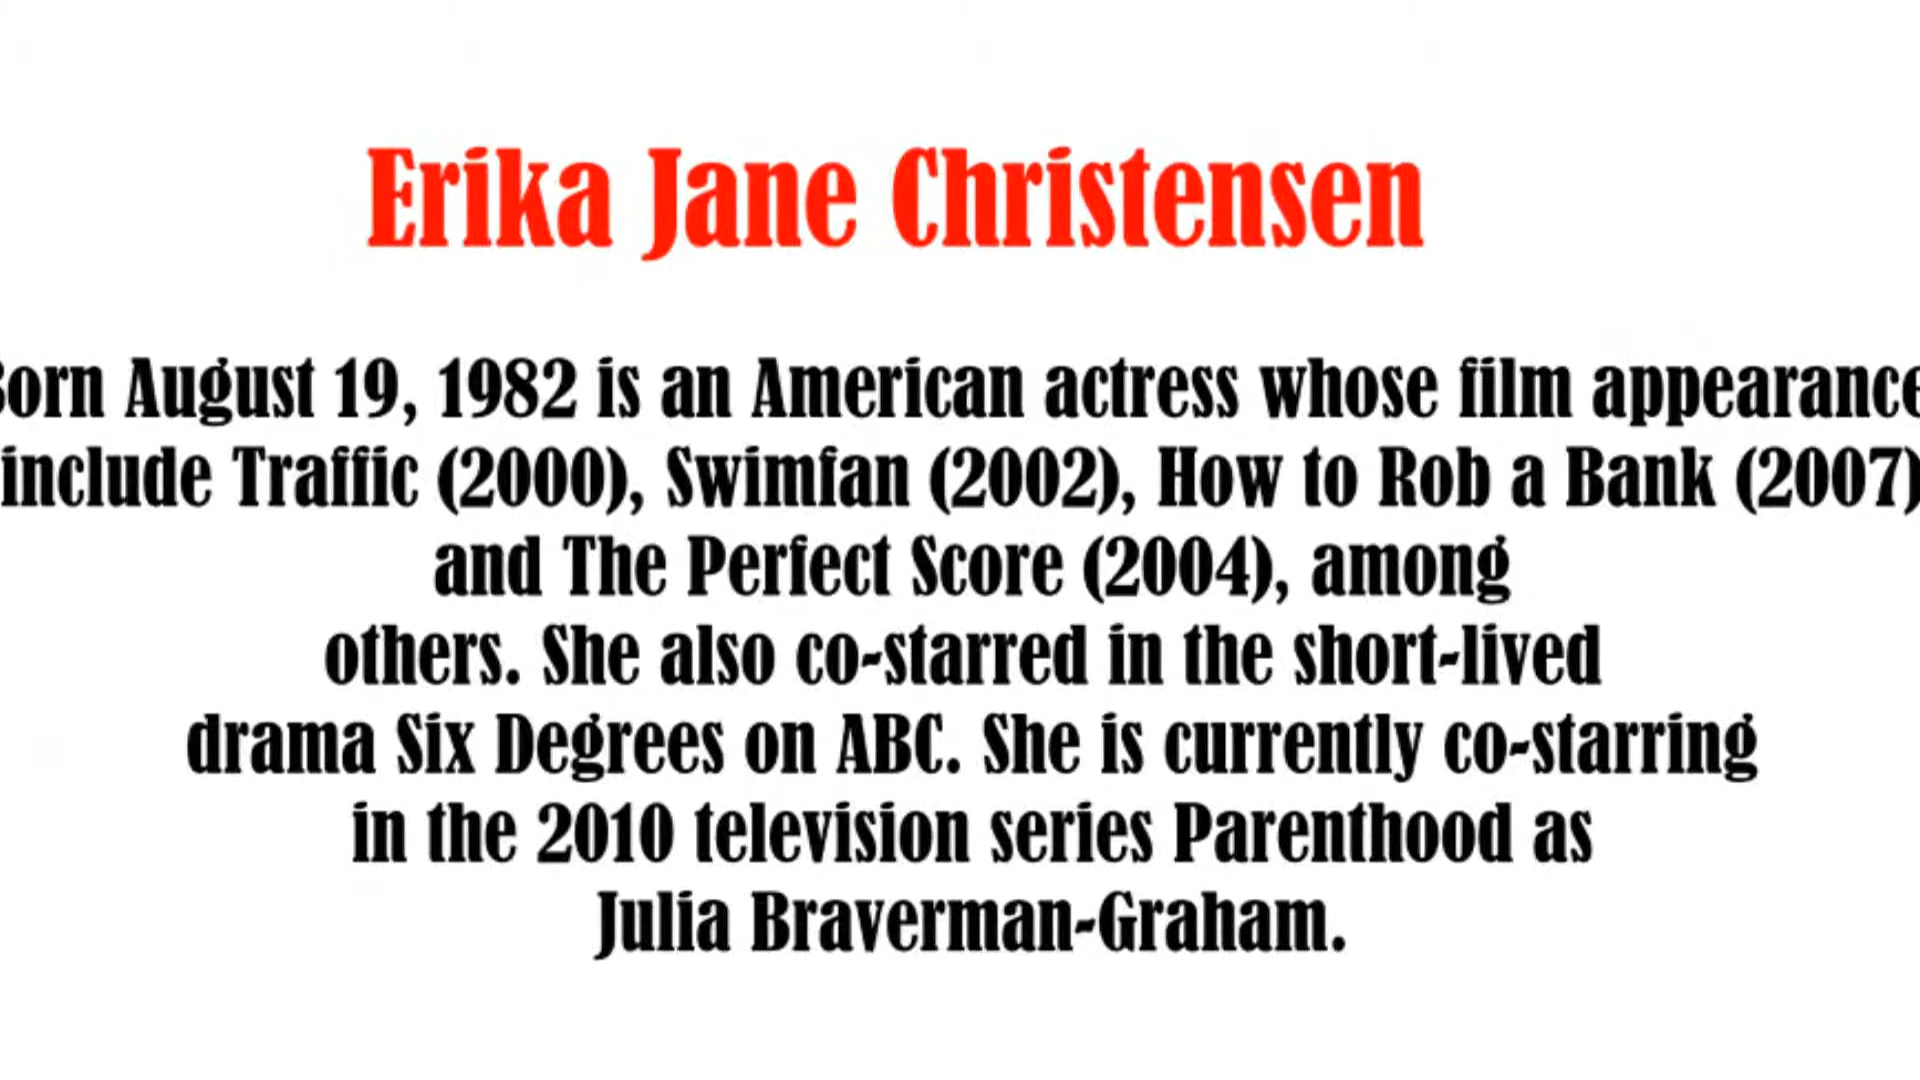 Erika Jane Christensen
Born August 19, 1982 is an American actress whose film appearance
include Traffic (2000), Swimfan (2002), How to Rob a Bank (2007)
and The Perfect Score (2004), among
others. She also co-starred in the short-lived
drama Six Degrees on ABC. She is currently co-starring
in the 2010 television series Parenthood as
Julia Braverman-Graham.